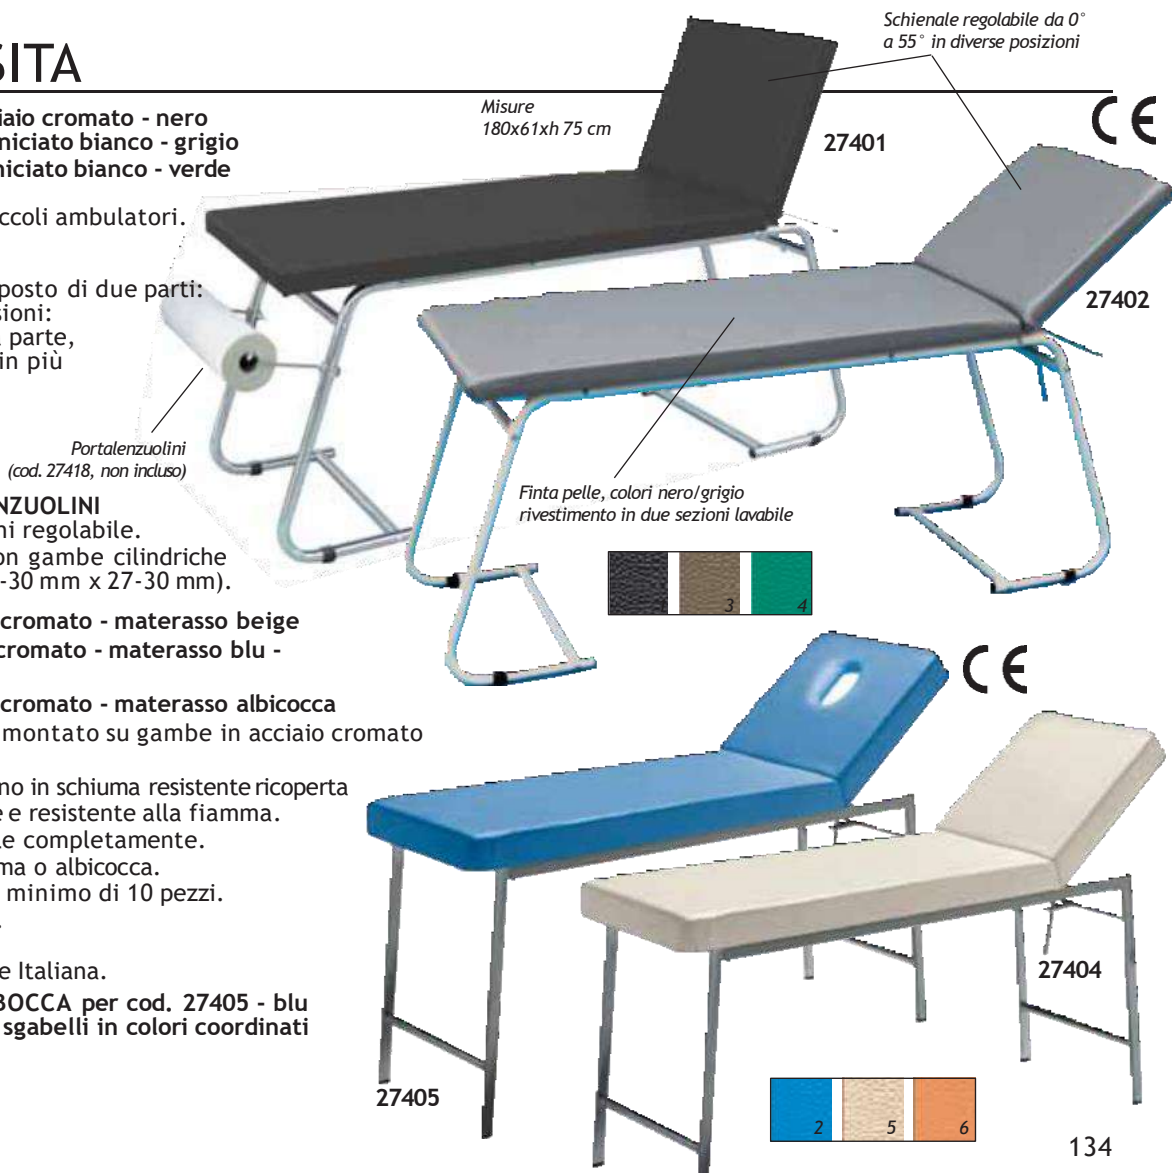 SITA
Schienale regolabile da 0°
a 55° in diverse posizioni
Misure
180x61xh 75 cm
27401
CE
iaio cromato - nero
niciato bianco - grigio
niciato bianco - verde
ccoli ambulatori.
posto di due parti:
sioni:
parte,
in più
27402
Portalenzuolini
(cod. 27418, non incluso)
Finta pelle, colori nero/grigio
rivestimento in due sezioni lavabile
NZUOLINI
ni regolabile.
on gambe cilindriche
-30 mm x 27-30 mm).
3
4
cromato - materasso beige
cromato - materasso blu -
CE
cromato - materasso albicocca
montato su gambe in acciaio cromato
no in schiuma resistente ricoperta
e e resistente alla fiamma.
le completamente.
ma o albicocca.
minimo di 10 pezzi.
.
e Italiana.
BOCCA per cod. 27405 - blu
sgabelli in colori coordinati
27404
27405
2
5
6
134